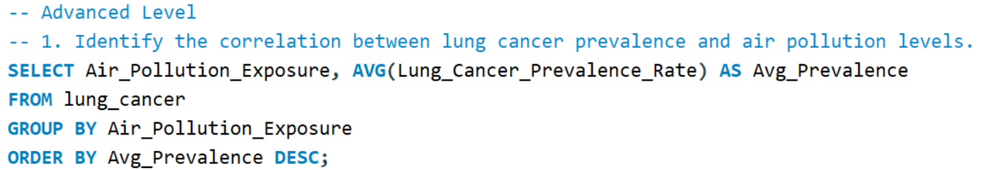 -- Advanced Level
-- 1. Identify the correlation between lung cancer prevalence and air pollution levels.
SELECT Air_Pollution_Exposure, AVG(Lung_Cancer_Prevalence_Rate) AS Avg_Prevalence
FROM lung_cancer
GROUP BY Air_Pollution_Exposure
ORDER BY Avg_Prevalence DESC;